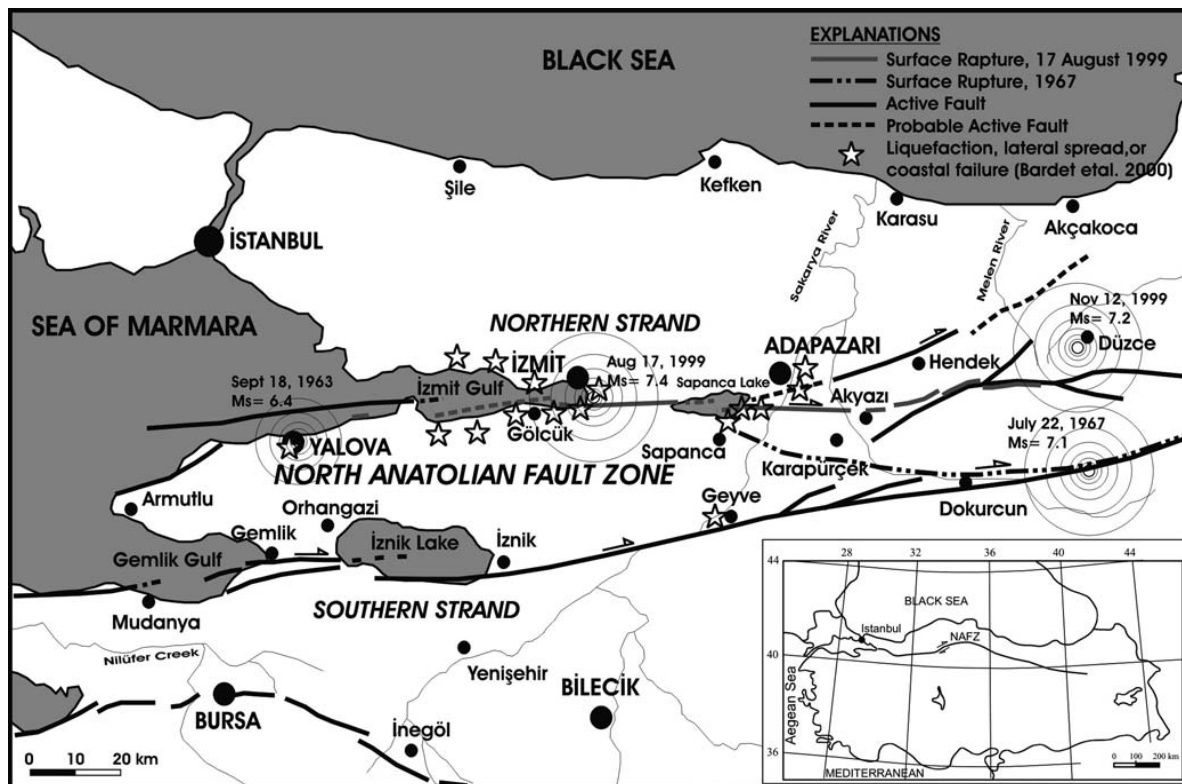 BLACK SEA
EXPLANATIONS
Surface Rapture, 17 August 1999
Surface Rupture, 1967
Active Fault
Probable Active Fault
Liquefaction, lateral spread,or
coastal failure (Bardet etal. 2000)
Şile
Kefken
Karasu
Akçakoca
İSTANBUL
Sakarya River
Melen River
SEA OF MARMARA
NORTHERN STRAND
Nov 12, 1999
Ms= 7.2
Düzce
İZMİT
Aug 17, 1999
Ms= 7.4
ADAPAZARI
Hendek
Sept 18, 1963
Ms= 6.4
İzmit Gulf
Sapanca Lake
Akyazı
Gölcük
July 22, 1967
Ms= 7.1
YALOVA
Sapanca
Karapürçek
NORTH ANATOLIAN FAULT ZONE
Armutlu
Orhangazi
Geyve
Dokurcun
Gemlik
Gemlik Gulf
İznik Lake
İznik
Mudanya
SOUTHERN STRAND
Nilüfer Creek
Yenişehir
BİLECİK
BURSA
İnegöl
0 10 20 km
28 32 36 40 44
44
BLACK SEA
Istanbul
NAFZ
40
Aegean Sea
36
MEDITERRANEAN
0 100 200 km